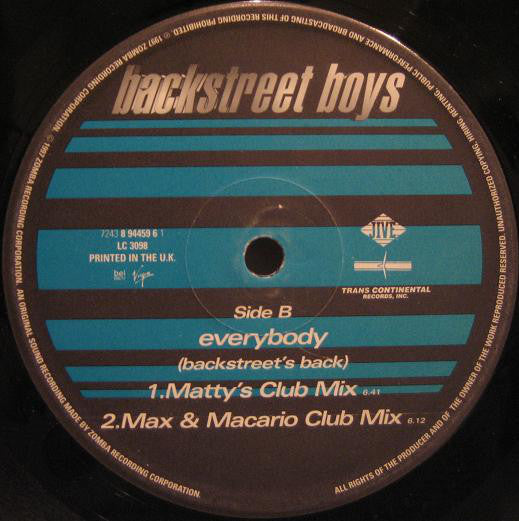 backstreet boys
7243 8 94459 6 1
LC 3098
PRINTED IN THE U.K.
bel
Virgin
JIVE
TRANS CONTINENTAL
RECORDS, INC.
Side B
everybody
(backstreet's back)
1.Matty's Club Mix 6.41
2.Max & Macario Club Mix 6.12
ALL RIGHTS OF THE PRODUCER AND OF THE OWNER OF THE WORK REPRODUCED RESERVED. UNAUTHORIZED COPYING, HIRING, RENTING, PUBLIC PERFORMANCE AND BROADCASTING OF THIS RECORDING PROHIBITED. © 1997 ZOMBA RECORDING CORPORATION. © 1997 ZOMBA RECORDING CORPORATION. AN ORIGINAL SOUND RECORDING MADE BY ZOMBA RECORDING CORPORATION.